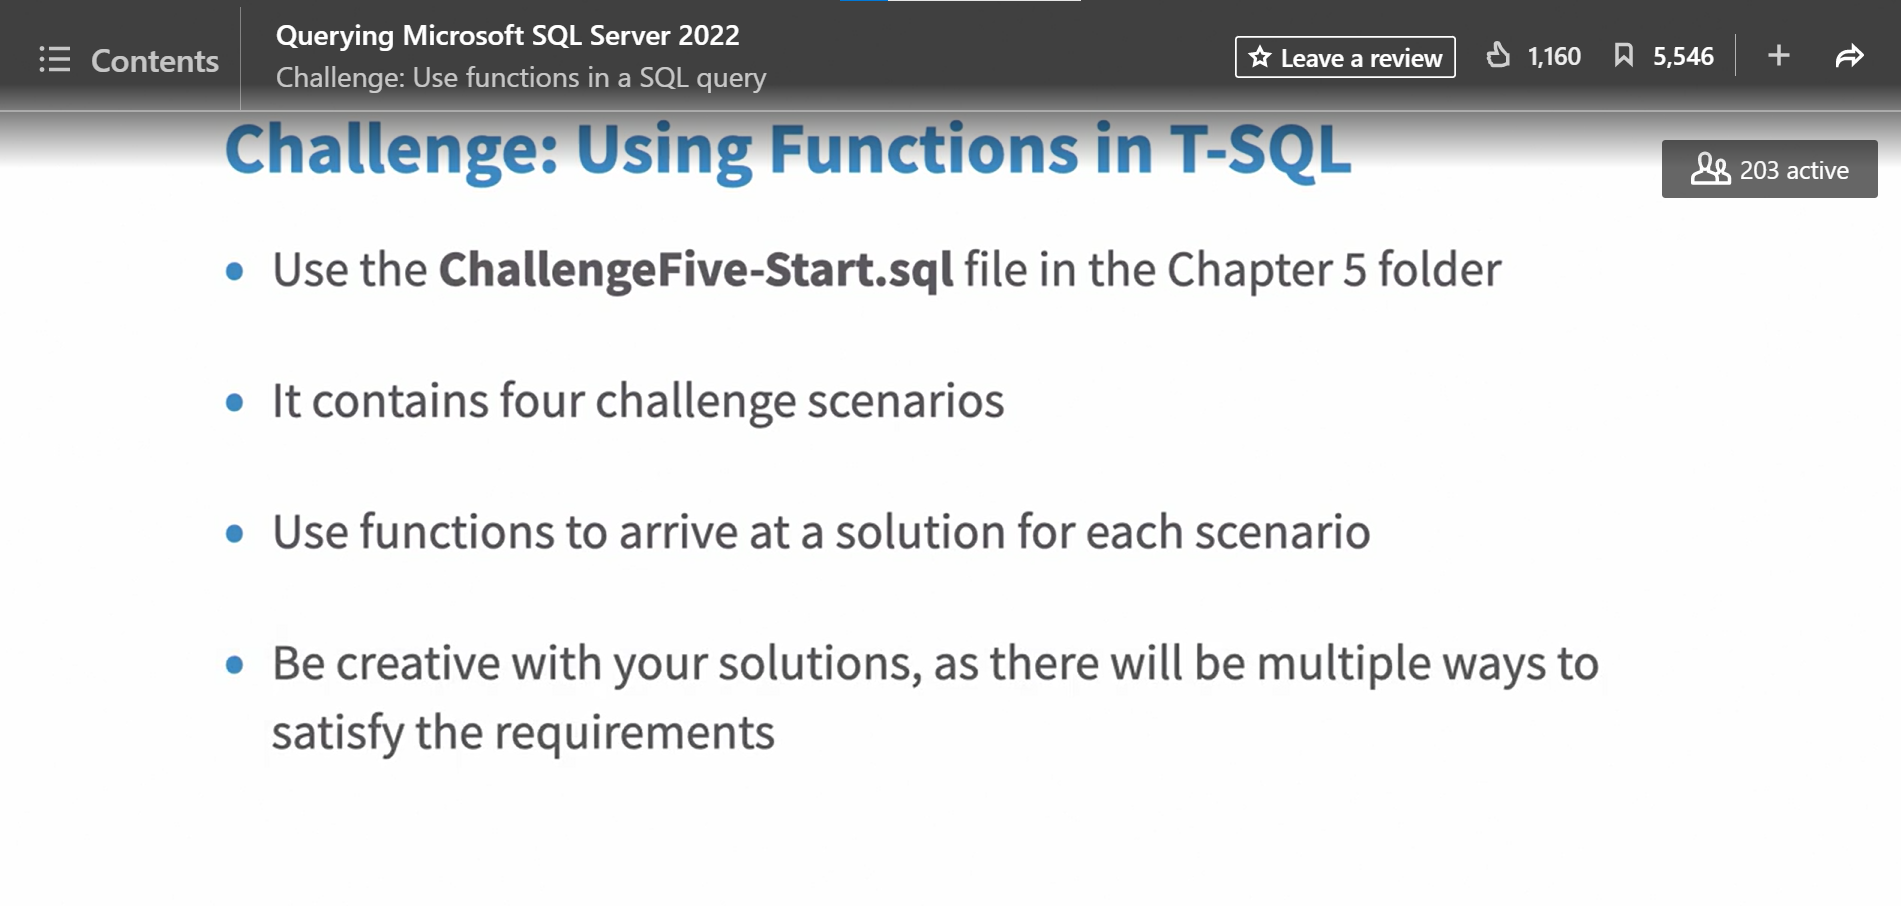 Contents
Querying Microsoft SQL Server 2022
Challenge: Use functions in a SQL query
Leave a review
1,160
5,546
Challenge: Using Functions in T-SQL
203 active
• Use the ChallengeFive-Start.sql file in the Chapter 5 folder
• It contains four challenge scenarios
• Use functions to arrive at a solution for each scenario
• Be creative with your solutions, as there will be multiple ways to
satisfy the requirements